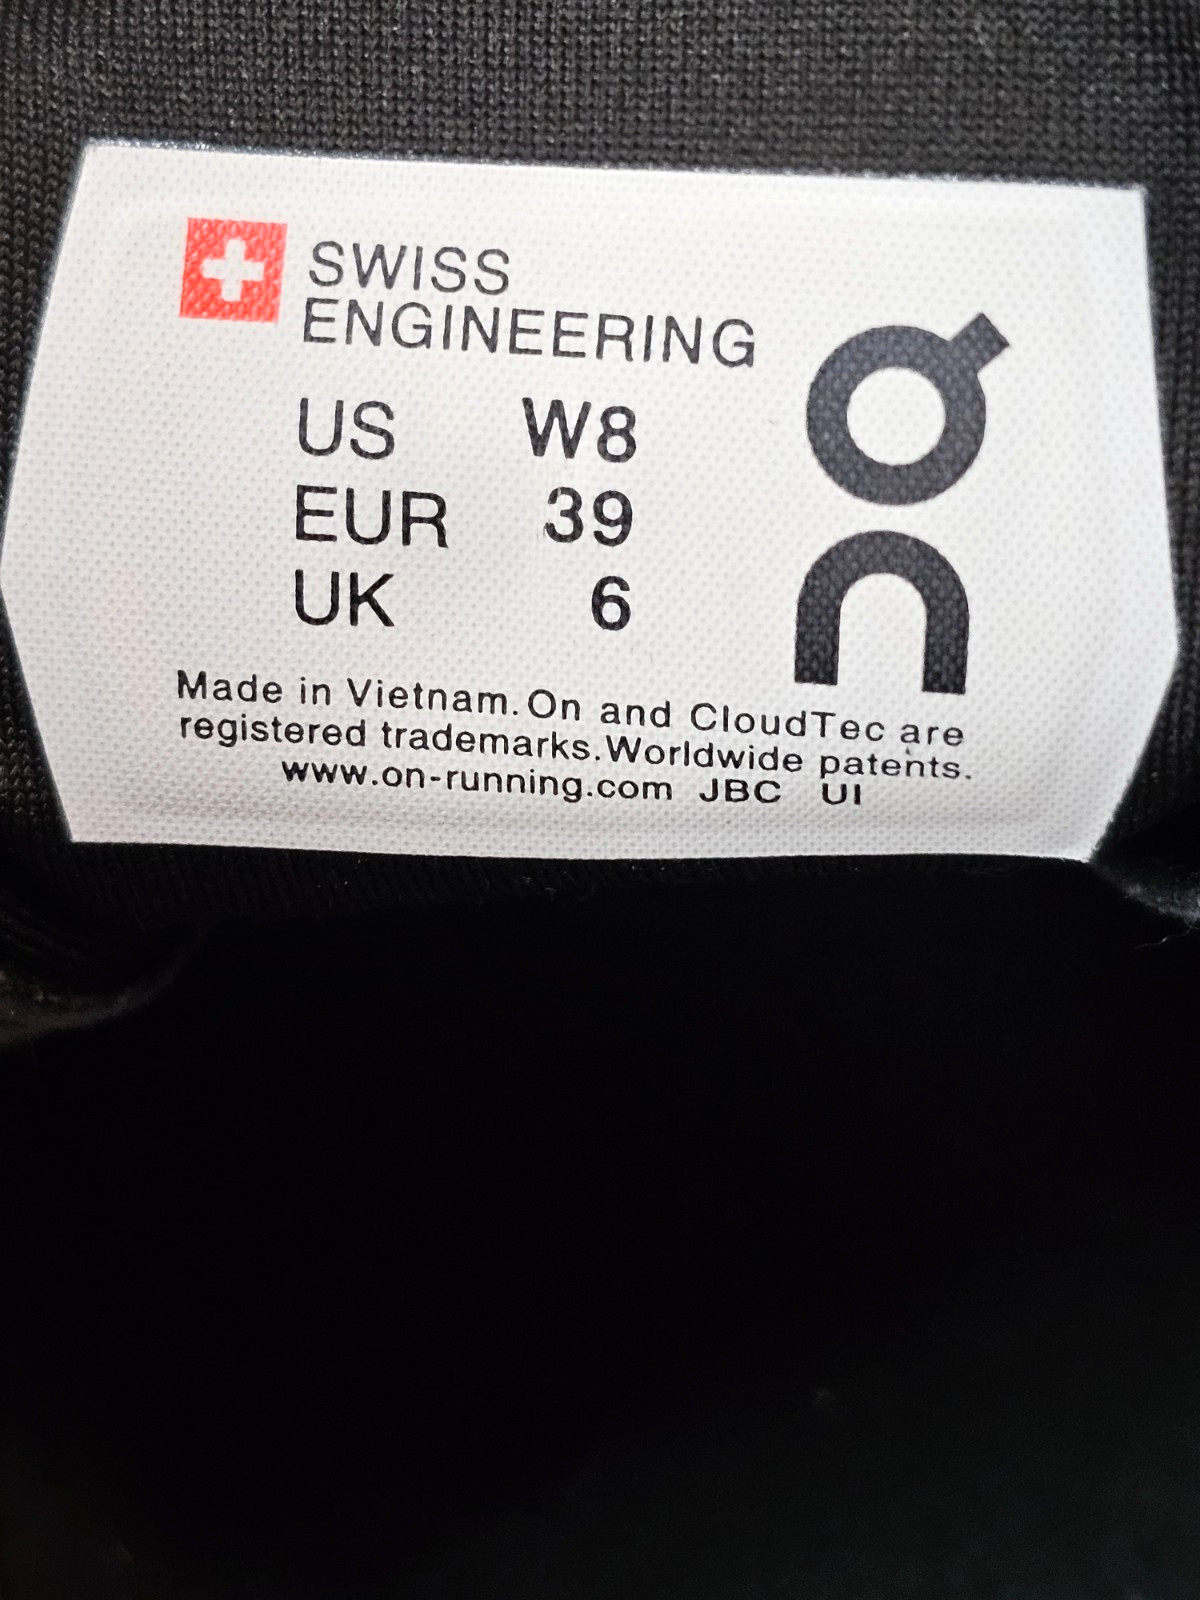 SWISS
ENGINEERING
US W8
EUR 39
UK 6
on
Made in Vietnam. On and CloudTec are
registered trademarks. Worldwide patents.
www.on-running.com JBC UI